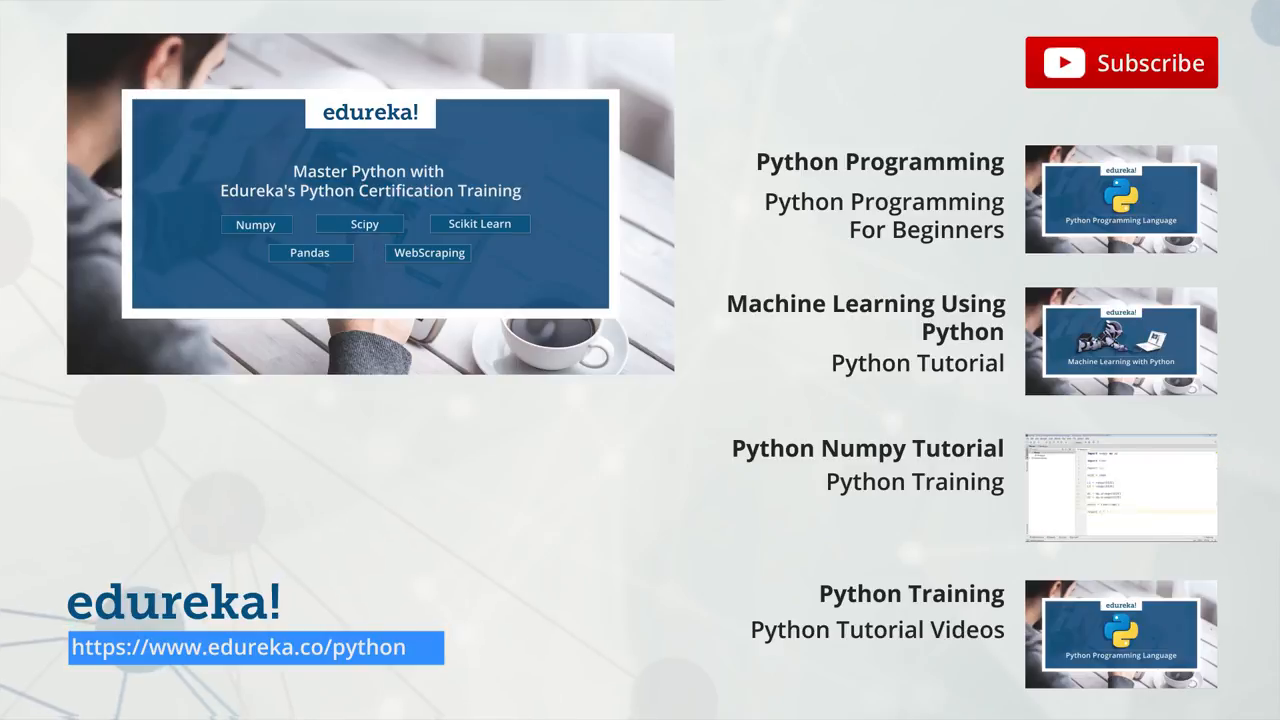 edureka!
Master Python with
Edureka's Python Certification Training
Numpy
Scipy
Scikit Learn
Pandas
WebScraping
edureka!
https://www.edureka.co/python
Subscribe
Python Programming
Python Programming
For Beginners
edureka!
Python Programming Language
Machine Learning Using
Python
Python Tutorial
edureka!
Machine Learning with Python
Python Numpy Tutorial
Python Training
Python Training
Python Tutorial Videos
edureka!
Python Programming Language